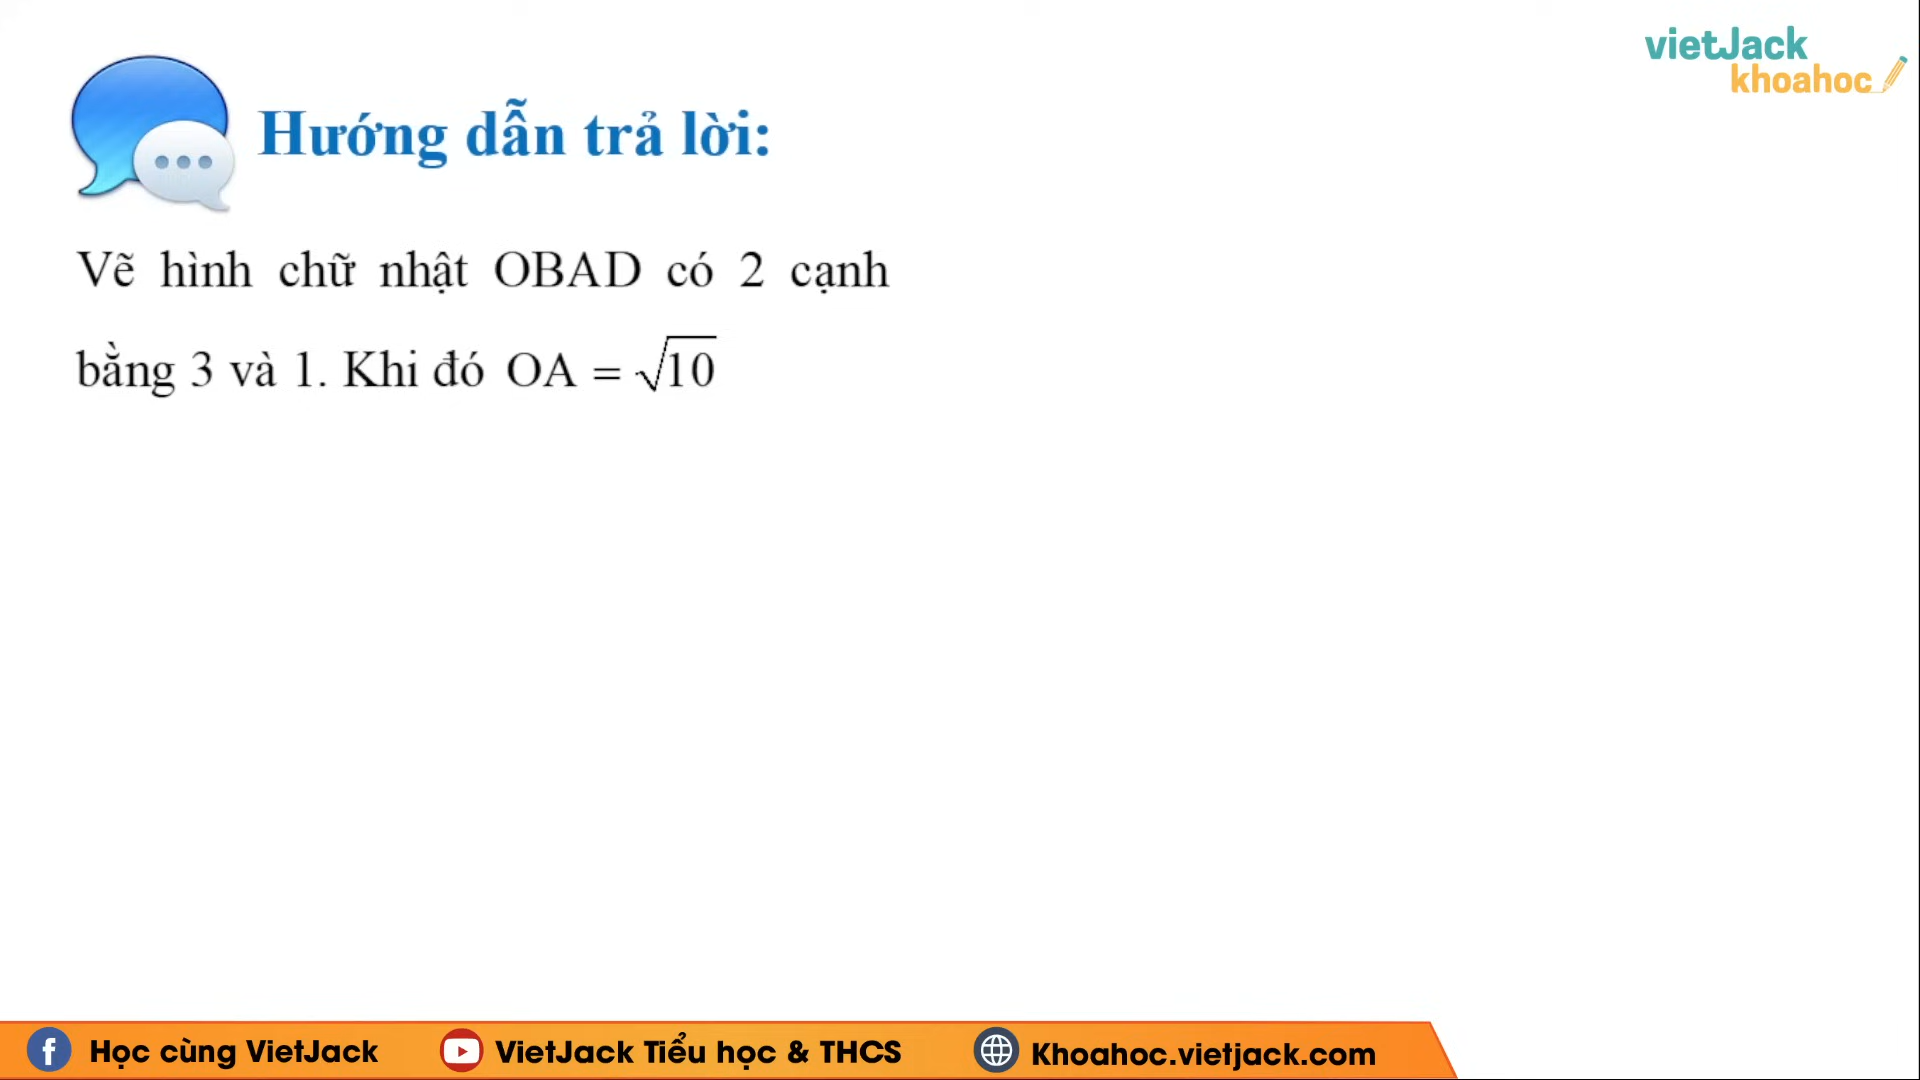 vietJack
khoahoc
Hướng dẫn trả lời:
Vẽ hình chữ nhật OBAD có 2 cạnh
bằng 3 và 1. Khi đó OA = √10
Học cùng VietJack
VietJack Tiểu học & THCS
Khoahoc.vietjack.com